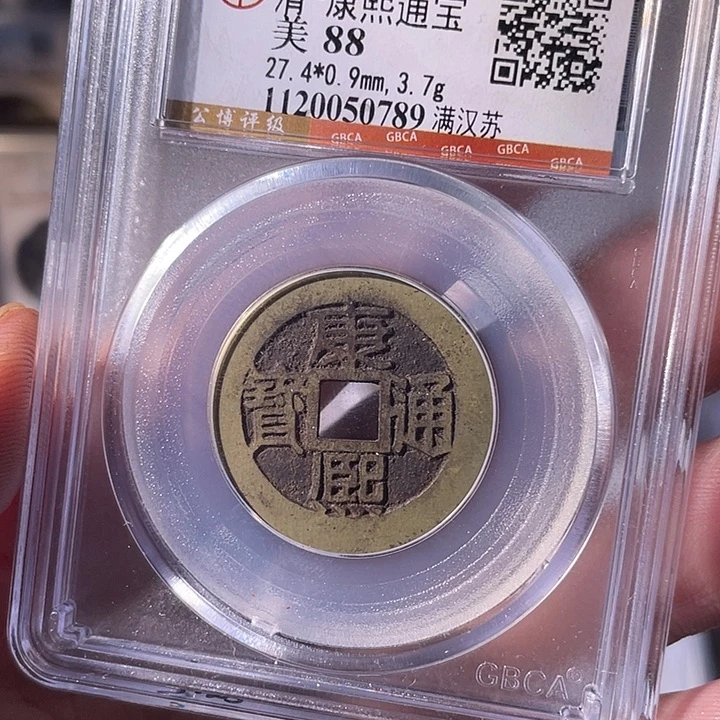 清 康熙通宝
美 88
27.4*0.9mm, 3.7g
1120050789 满汉苏
公博评级
GBCA GBCA GBCA GBCA GBCA
康熙通寶
GBCA